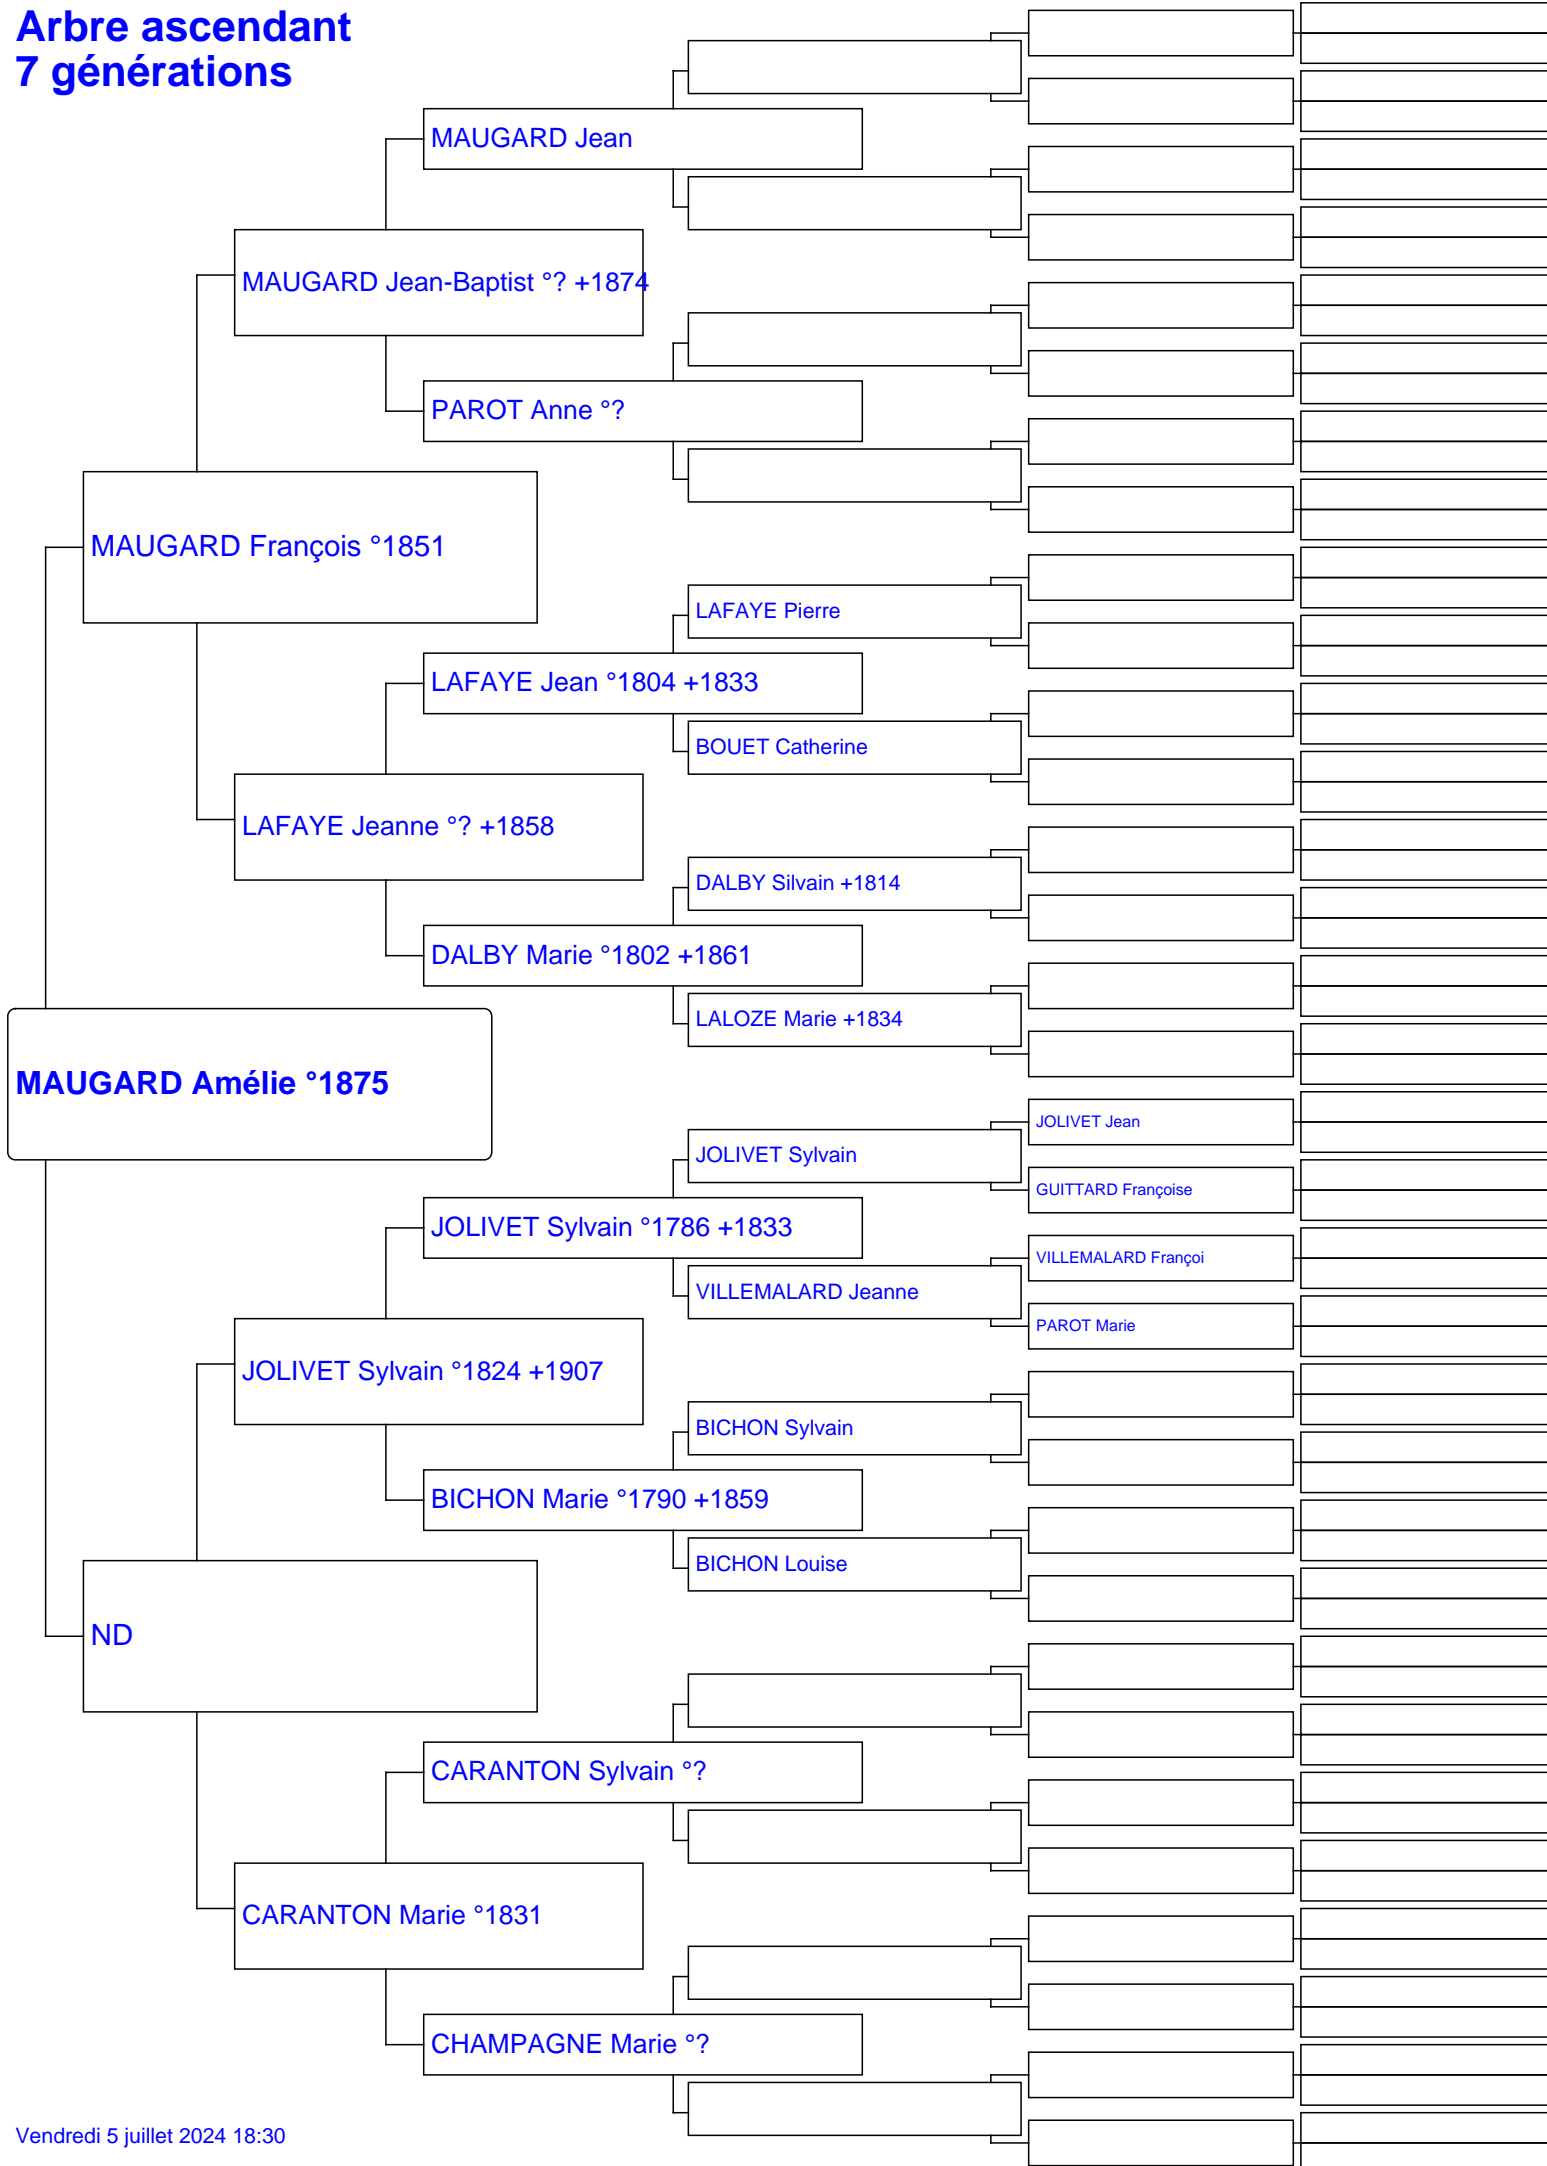 Arbre ascendant
7 générations
MAUGARD Jean
MAUGARD Jean-Baptist °? +1874
PAROT Anne °?
MAUGARD François °1851
LAFAYE Pierre
LAFAYE Jean °1804 +1833
BOUET Catherine
LAFAYE Jeanne °? +1858
DALBY Silvain +1814
DALBY Marie °1802 +1861
LALOZE Marie +1834
MAUGARD Amélie °1875
JOLIVET Jean
JOLIVET Sylvain
GUITTARD Françoise
JOLIVET Sylvain °1786 +1833
VILLEMALARD Françoi
VILLEMALARD Jeanne
PAROT Marie
JOLIVET Sylvain °1824 +1907
BICHON Sylvain
BICHON Marie °1790 +1859
BICHON Louise
ND
CARANTON Sylvain °?
CARANTON Marie °1831
CHAMPAGNE Marie °?
Vendredi 5 juillet 2024 18:30